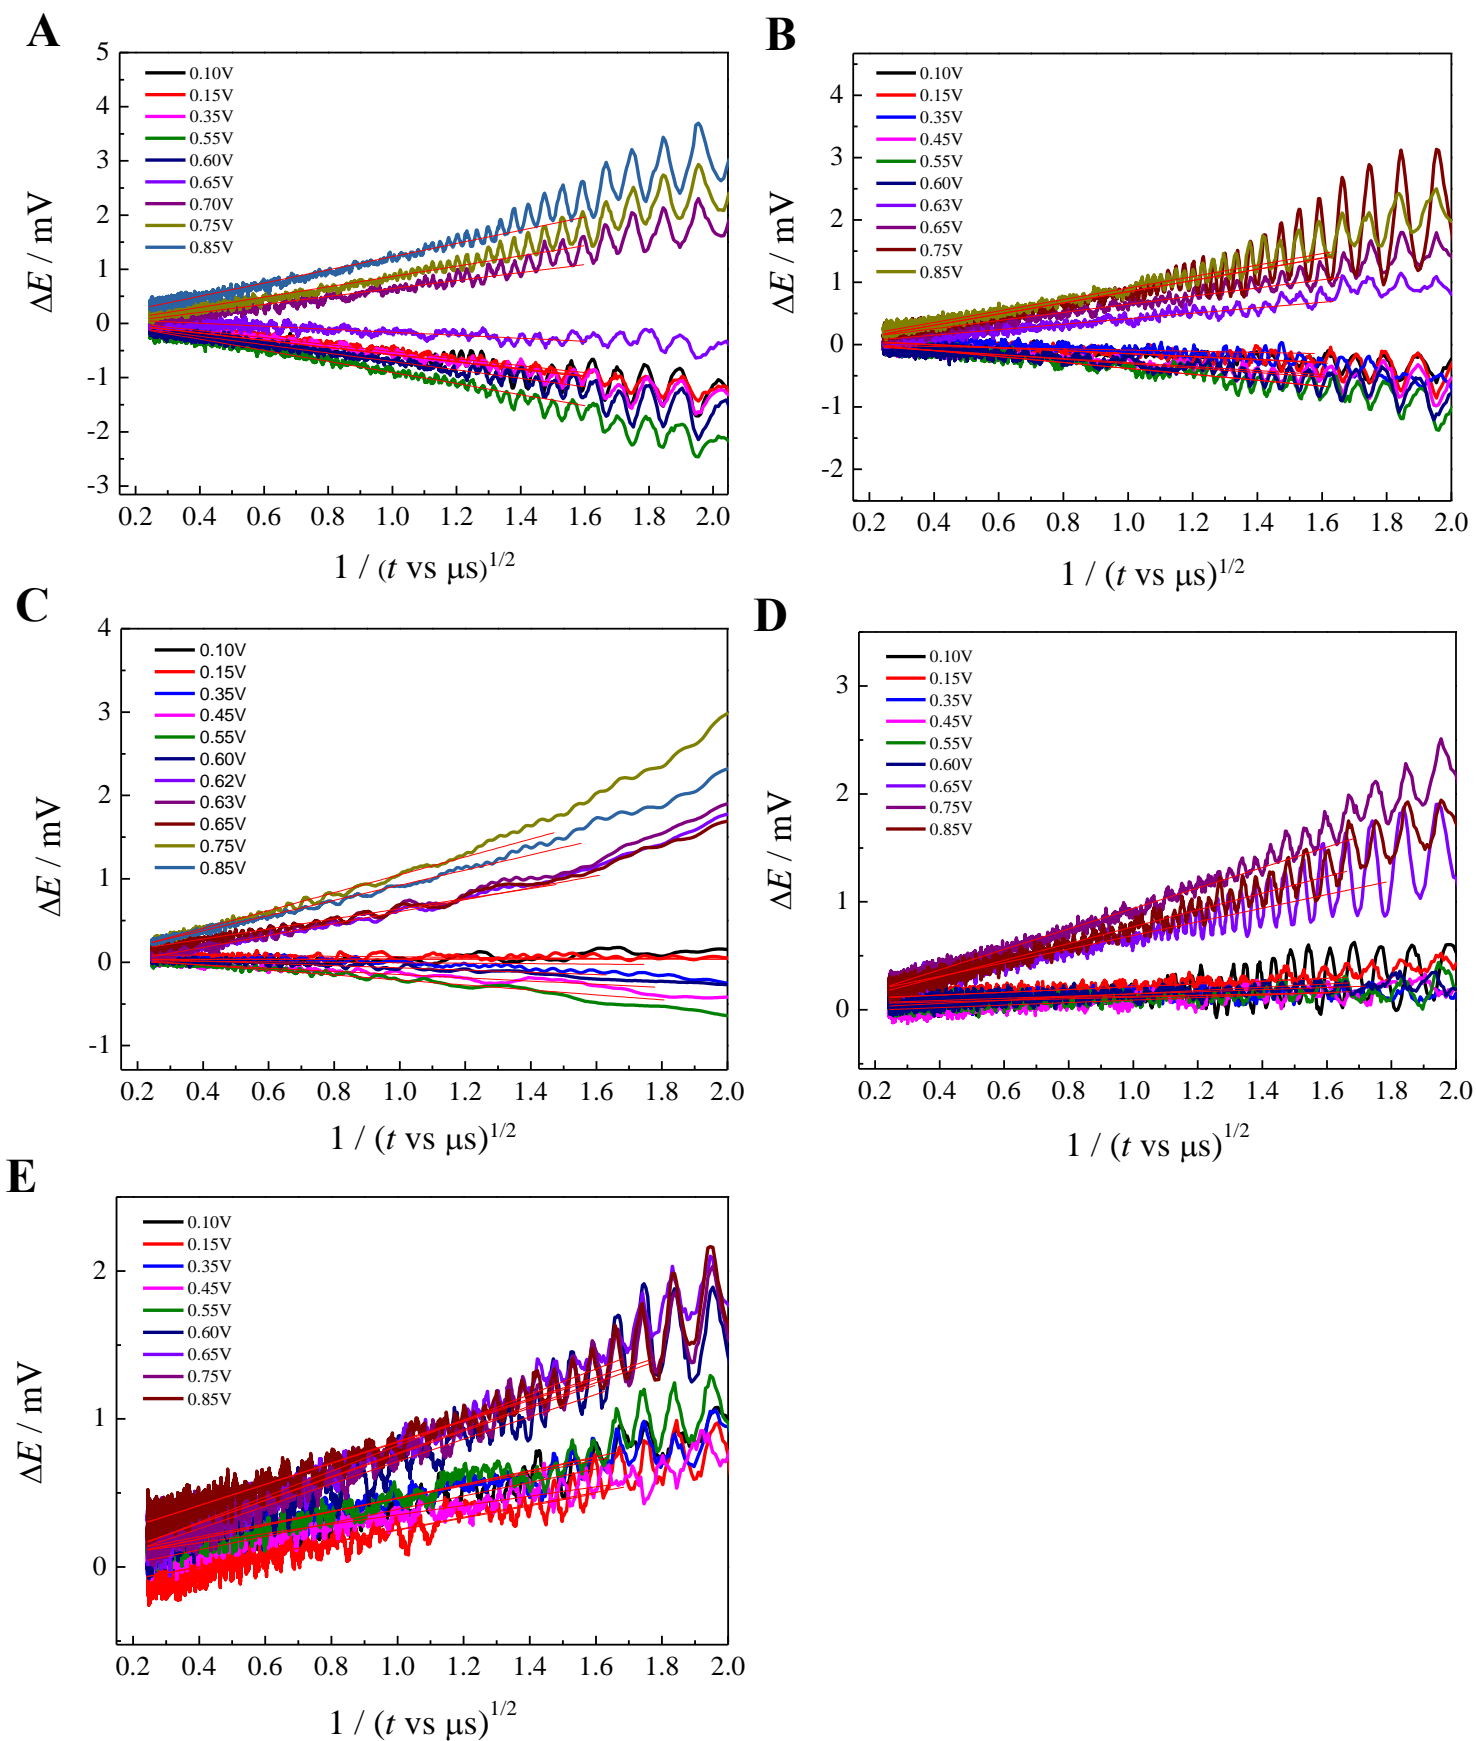 A
5
4
3
2
1
0
-1
-2
-3
ΔE / mV
0.10V
0.15V
0.35V
0.55V
0.60V
0.65V
0.70V
0.75V
0.85V
0.2 0.4 0.6 0.8 1.0 1.2 1.4 1.6 1.8 2.0
1 / (t vs μs)1/2
B
4
3
2
1
0
-1
-2
ΔE / mV
0.10V
0.15V
0.35V
0.45V
0.55V
0.60V
0.63V
0.65V
0.75V
0.85V
0.2 0.4 0.6 0.8 1.0 1.2 1.4 1.6 1.8 2.0
1 / (t vs μs)1/2
C
4
3
2
1
0
-1
ΔE / mV
0.10V
0.15V
0.35V
0.45V
0.55V
0.60V
0.62V
0.63V
0.65V
0.75V
0.85V
0.2 0.4 0.6 0.8 1.0 1.2 1.4 1.6 1.8 2.0
1 / (t vs μs)1/2
D
3
2
1
0
ΔE / mV
0.10V
0.15V
0.35V
0.45V
0.55V
0.60V
0.65V
0.75V
0.85V
0.2 0.4 0.6 0.8 1.0 1.2 1.4 1.6 1.8 2.0
1 / (t vs μs)1/2
E
2
1
0
ΔE / mV
0.10V
0.15V
0.35V
0.45V
0.55V
0.60V
0.65V
0.75V
0.85V
0.2 0.4 0.6 0.8 1.0 1.2 1.4 1.6 1.8 2.0
1 / (t vs μs)1/2